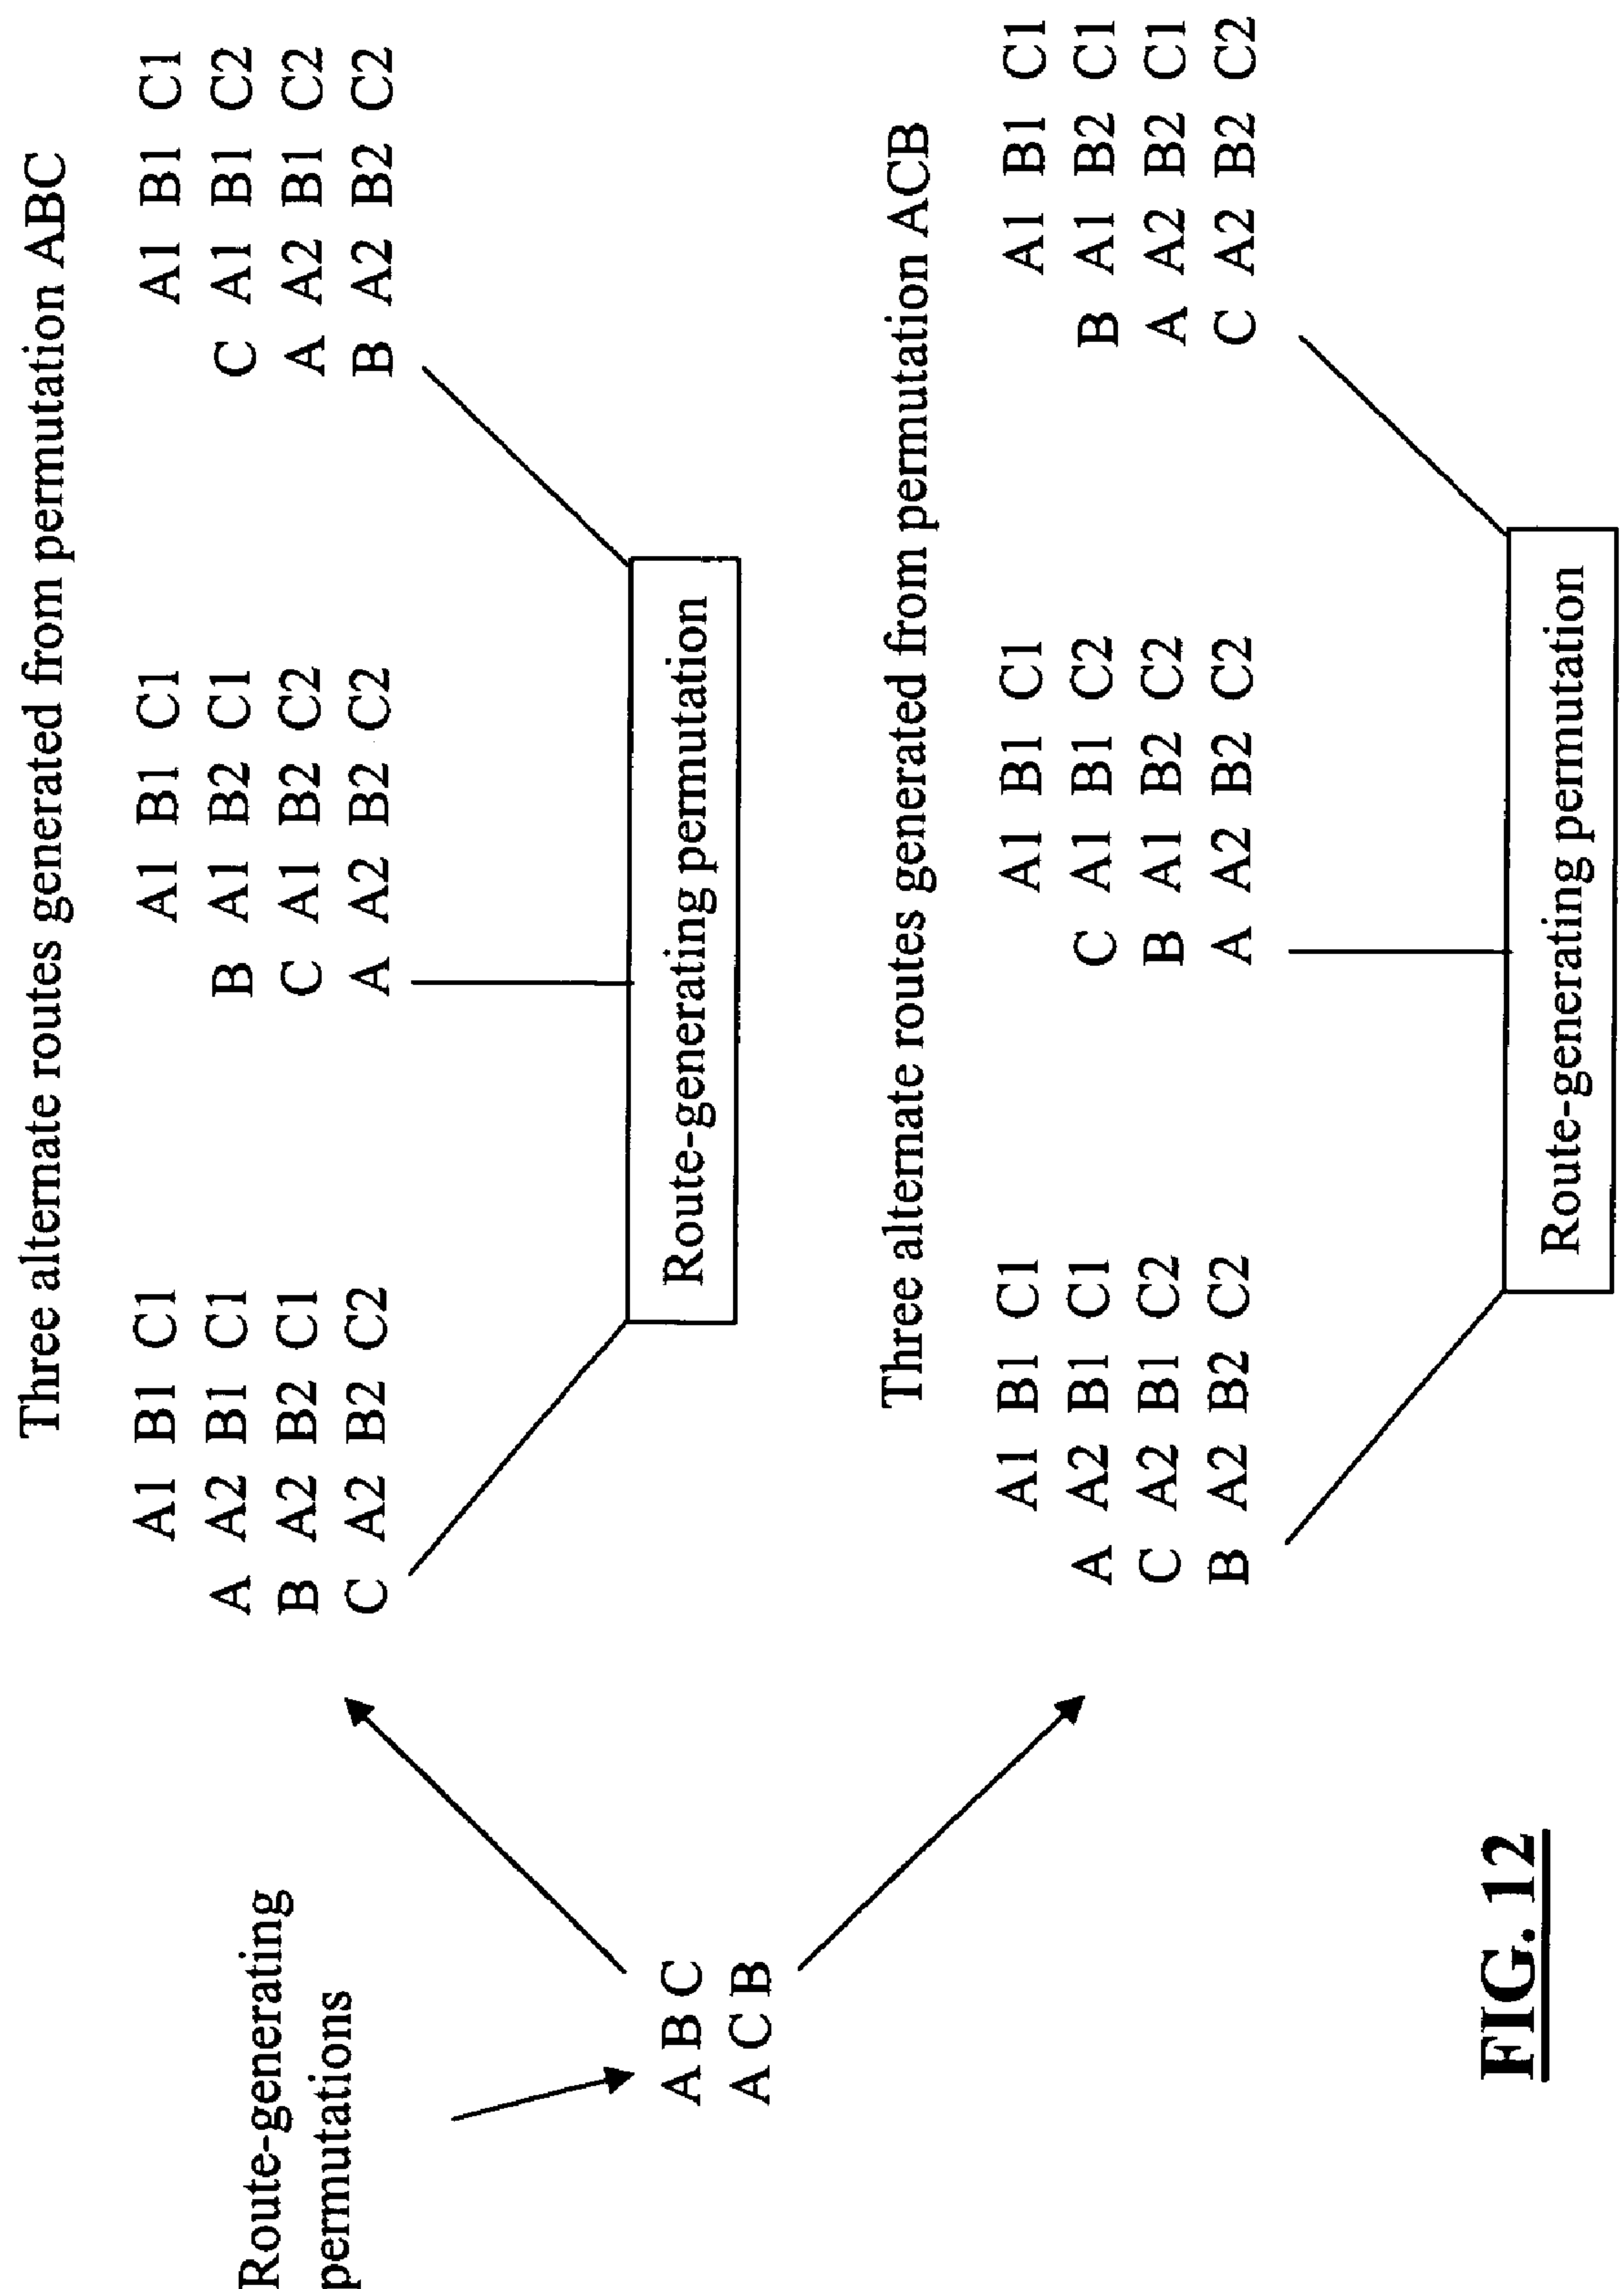 Route-generating
permutations
A B C
A C B
Three alternate routes generated from permutation ABC
A1 B1 C1
A A2 B1 C1
B A2 B2 C1
C A2 B2 C2
A1 B1 C1
B A1 B2 C1
C A1 B2 C2
A A2 B2 C2
A1 B1 C1
C A1 B1 C2
A A2 B1 C2
B A2 B2 C2
Route-generating permutation
Three alternate routes generated from permutation ACB
A1 B1 C1
A A2 B1 C1
C A2 B1 C2
B A2 B2 C2
A1 B1 C1
C A1 B1 C2
B A1 B2 C2
A A2 B2 C2
A1 B1 C1
B A1 B2 C1
A A2 B2 C1
C A2 B2 C2
Route-generating permutation
FIG. 12